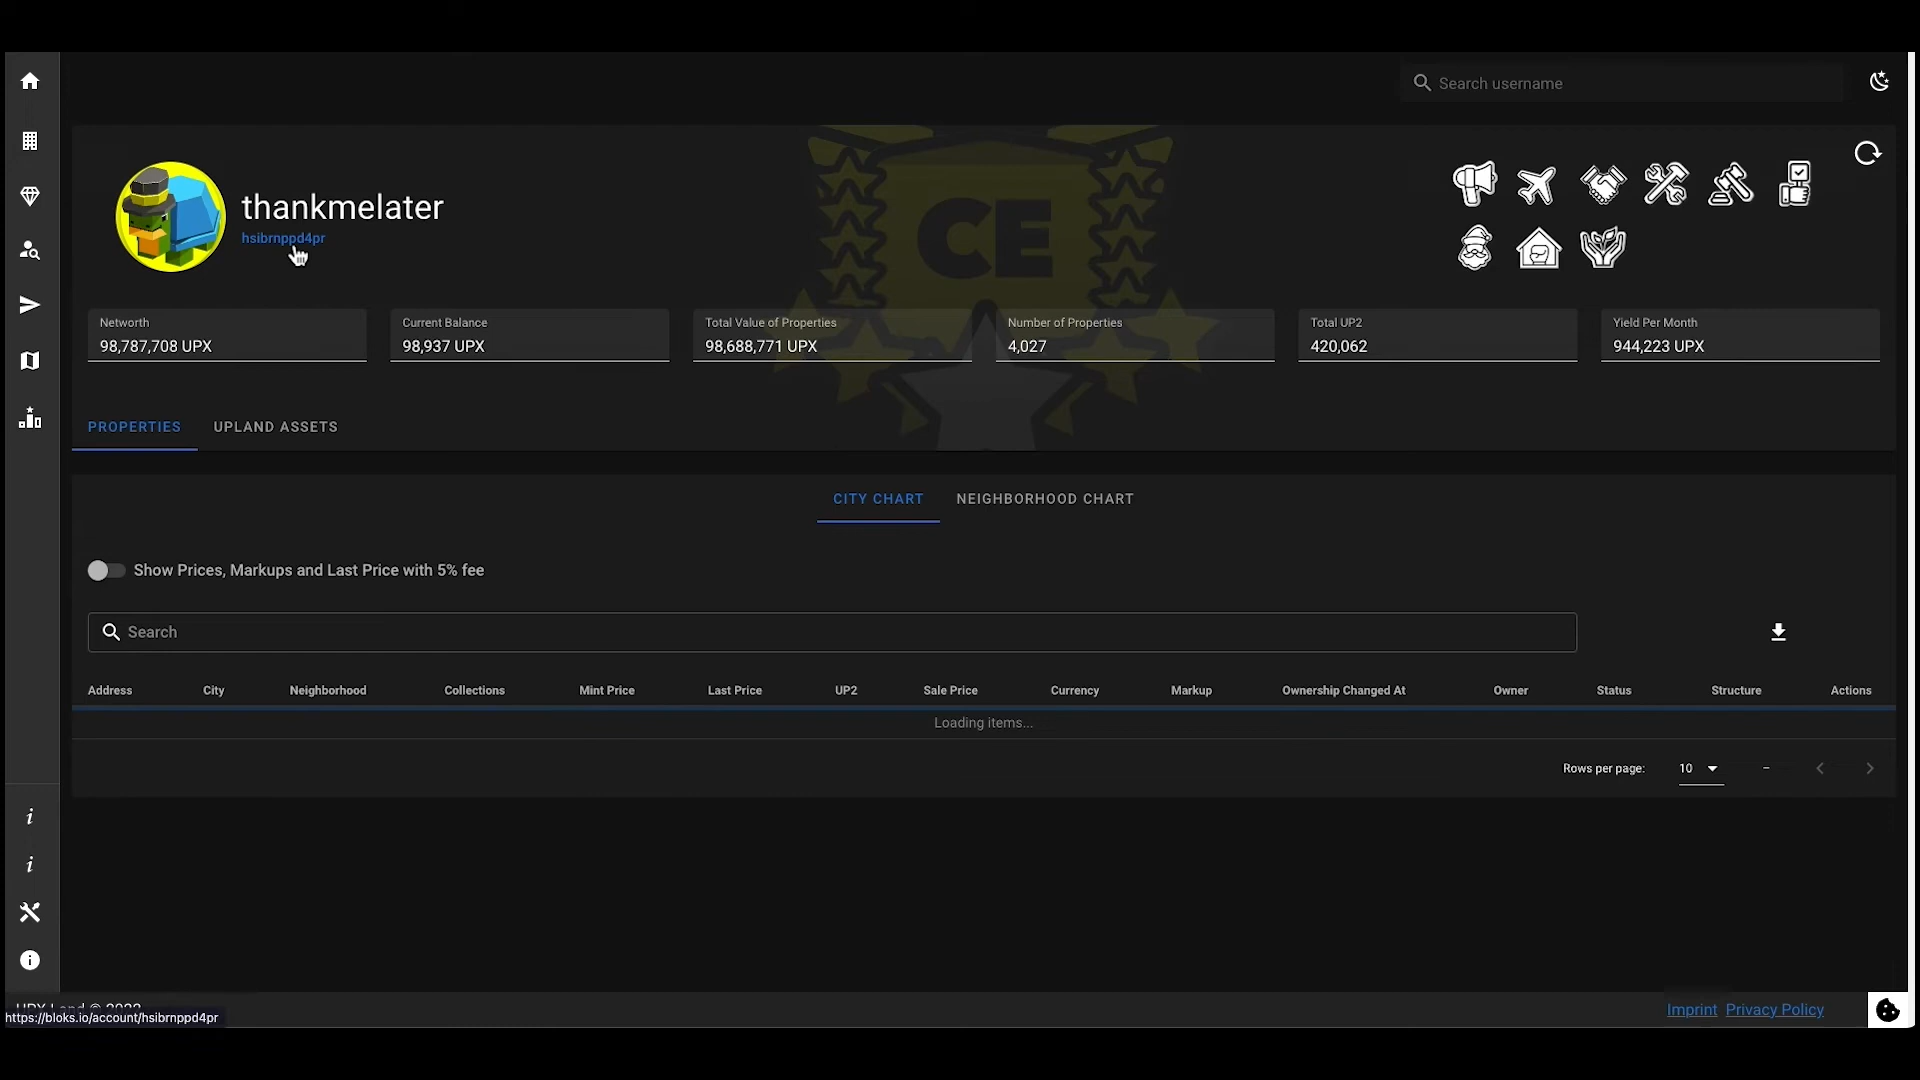 Search username
CE
thankmelater
hsibrnppd4pr
Networth
98,787,708 UPX
Current Balance
98,937 UPX
Total Value of Properties
98,688,771 UPX
Number of Properties
4,027
Total UP2
420,062
Yield Per Month
944,223 UPX
PROPERTIES
UPLAND ASSETS
CITY CHART
NEIGHBORHOOD CHART
Show Prices, Markups and Last Price with 5% fee
Search
Address City Neighborhood Collections Mint Price Last Price UP2 Sale Price Currency Markup Ownership Changed At Owner Status Structure Actions
Loading items...
Rows per page: 10 –
UPX Land © 2022
https://bloks.io/account/hsibrnppd4pr
Imprint Privacy Policy